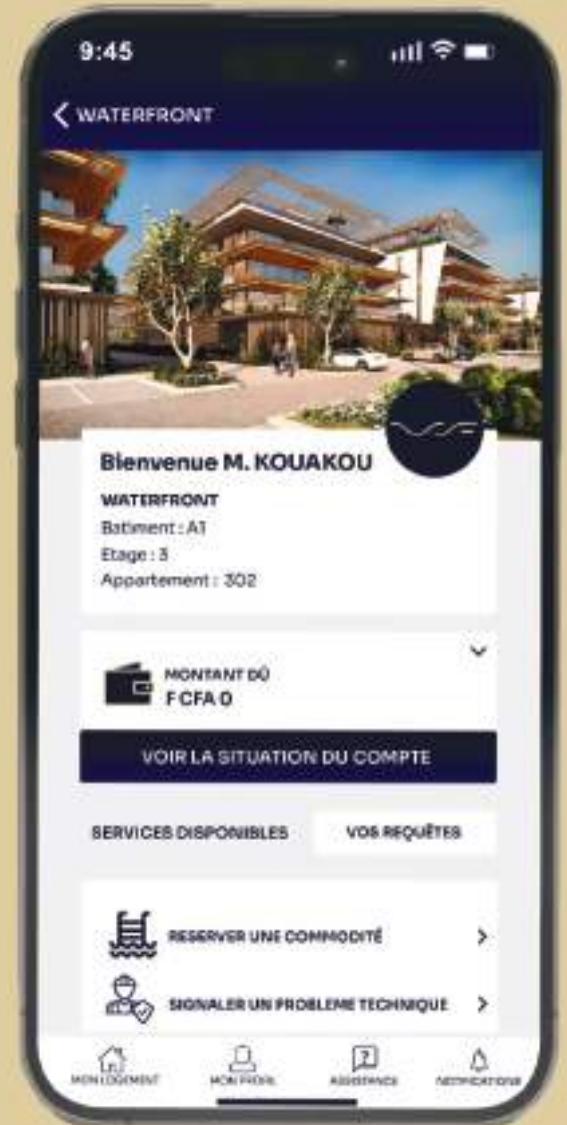 9:45
WATERFRONT
Bienvenue M. KOUAKOU
WATERFRONT
Batiment : A1
Etage : 3
Appartement : 302
MONTANT DÛ
F CFA 0
VOIR LA SITUATION DU COMPTE
SERVICES DISPONIBLES
VOS REQUÊTES
RESERVER UNE COMMODITÉ
SIGNALER UN PROBLEME TECHNIQUE
MON LOGEMENT
MON PROFIL
ASSISTANCE
NOTIFICATIONS